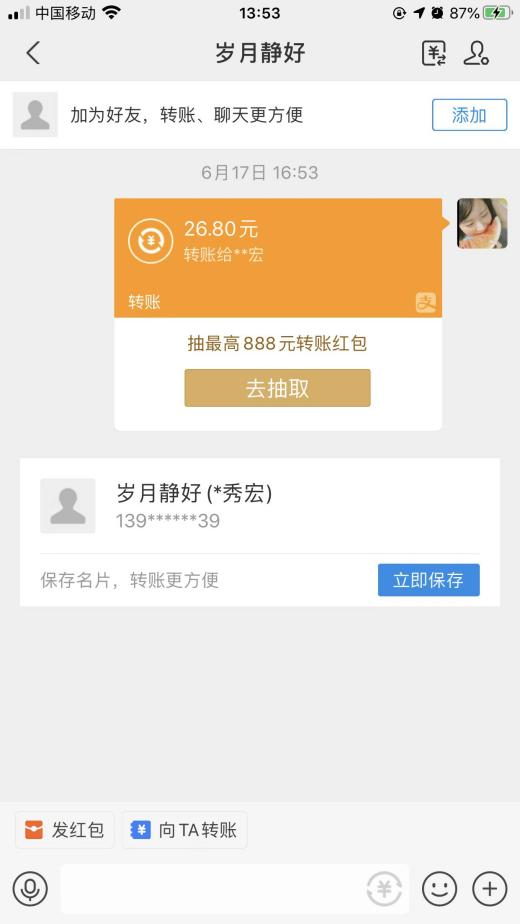 中国移动
13:53
87%
岁月静好
加为好友，转账、聊天更方便
添加
6月17日 16:53
26.80元
转账给**宏
转账
支
抽最高888元转账红包
去抽取
岁月静好(*秀宏)
139******39
保存名片，转账更方便
立即保存
发红包
向TA转账